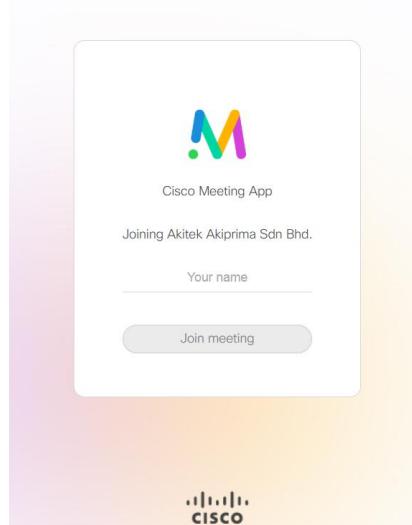 Cisco Meeting App
Joining Akitek Akiprima Sdn Bhd.
Your name
Join meeting
CISCO